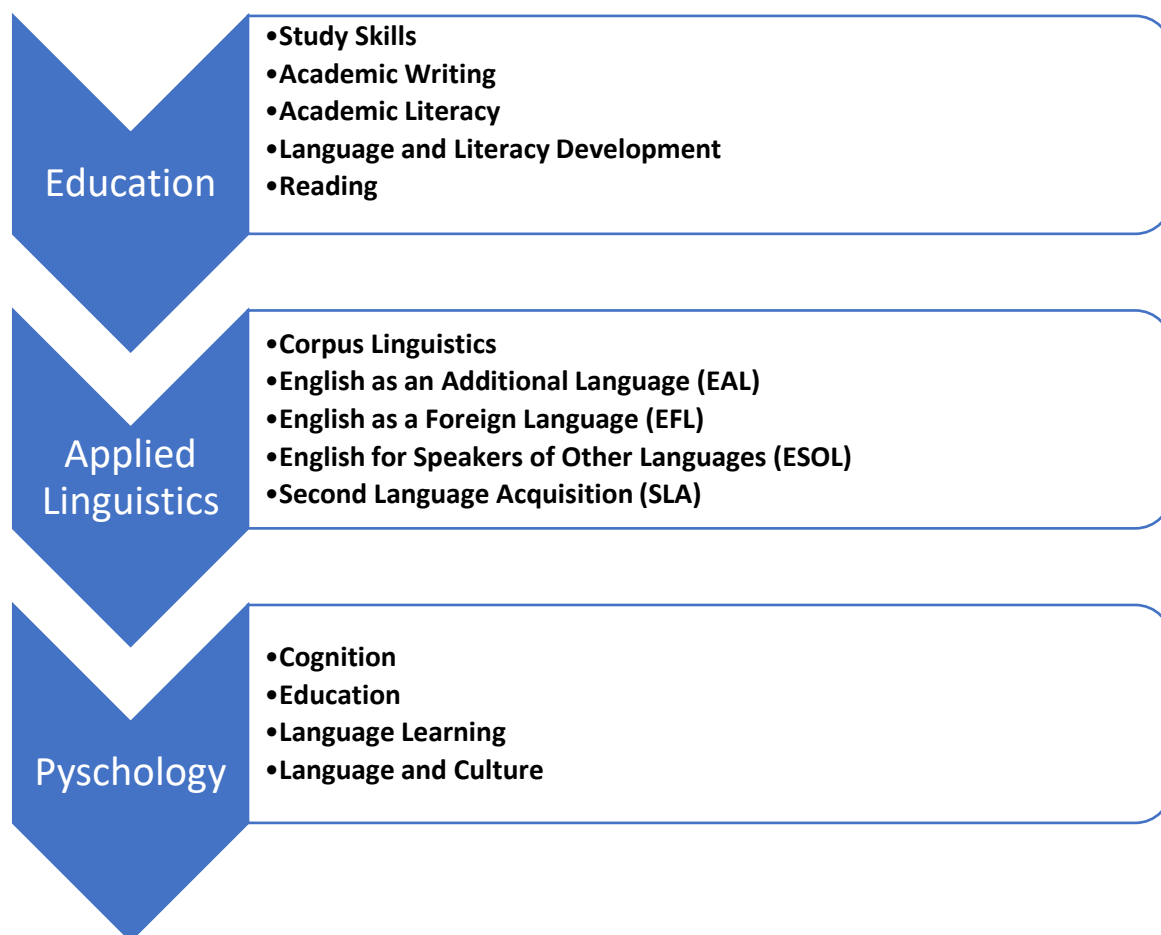 Education
•Study Skills
•Academic Writing
•Academic Literacy
•Language and Literacy Development
•Reading
Applied
Linguistics
•Corpus Linguistics
•English as an Additional Language (EAL)
•English as a Foreign Language (EFL)
•English for Speakers of Other Languages (ESOL)
•Second Language Acquisition (SLA)
Pyschology
•Cognition
•Education
•Language Learning
•Language and Culture